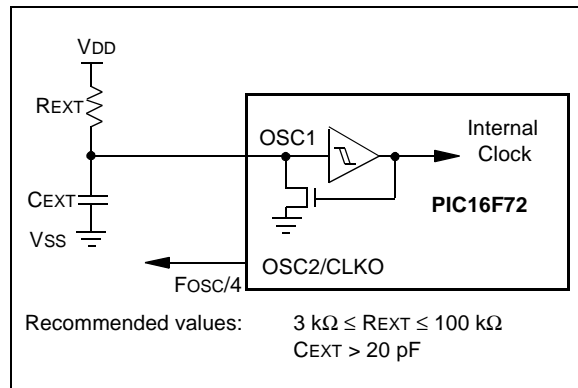 VDD
REXT
OSC1
Internal
Clock
CEXT
PIC16F72
VSS
OSC2/CLKO
FOSC/4
Recommended values: 3 kΩ ≤ REXT ≤ 100 kΩ
CEXT > 20 pF